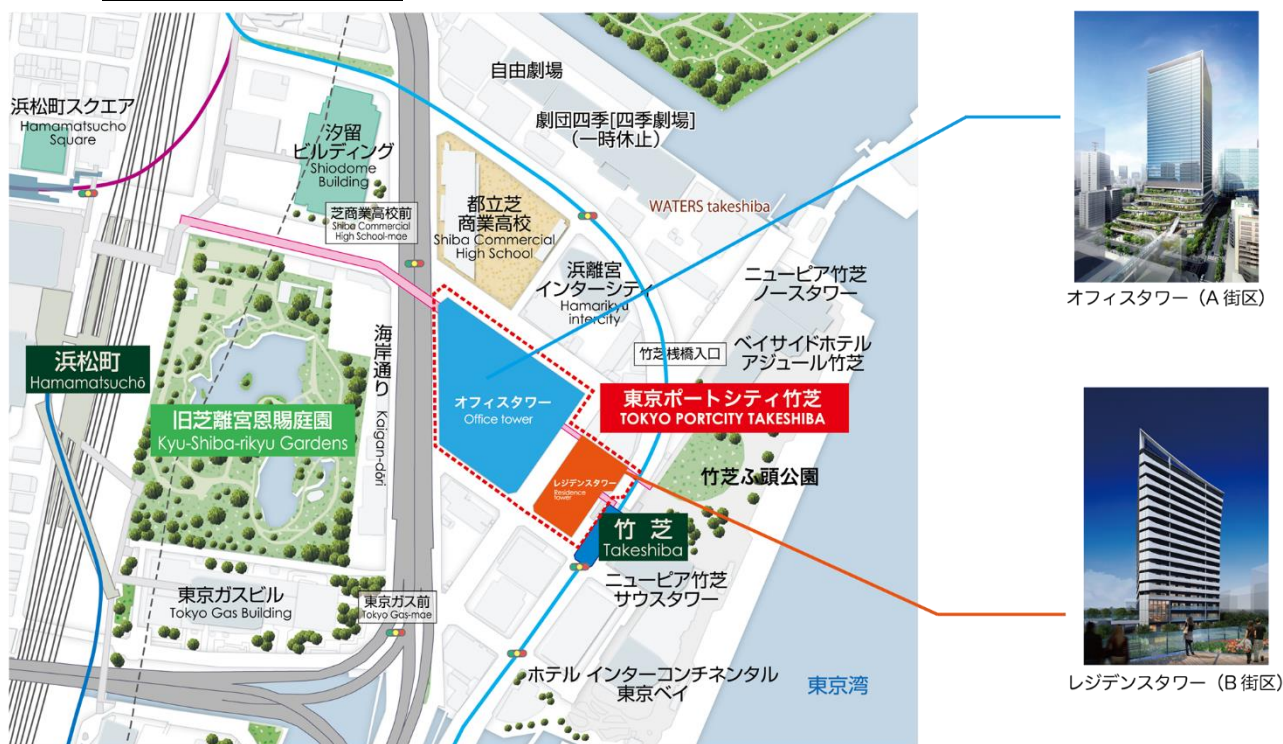 自由劇場
浜松町スクエア
Hamamatsucho
Square
劇団四季[四季劇場]
(一時休止)
汐留
ビルディング
Shiodome
Building
都立芝
商業高校
Shiba Commercial
High School
WATERS takeshiba
芝商業高校前
Shiba Commercial
High School-mae
浜離宮
インターシティ
Hamarikyu
intercity
ニューピア竹芝
ノースタワー
オフィスタワー（A 街区）
海岸通り
Kaigan-dōri
竹芝桟橋入口
ベイサイドホテル
アジュール竹芝
浜松町
Hamamatsuchō
旧芝離宮恩賜庭園
Kyu-Shiba-rikyu Gardens
オフィスタワー
Office tower
東京ポートシティ竹芝
TOKYO PORTCITY TAKESHIBA
レジデンスタワー
Residence
tower
竹芝ふ頭公園
竹 芝
Takeshiba
東京ガスビル
Tokyo Gas Building
東京ガス前
Tokyo Gas-mae
ニューピア竹芝
サウスタワー
ホテル インターコンチネンタル
東京ベイ
東京湾
レジデンスタワー（B 街区）